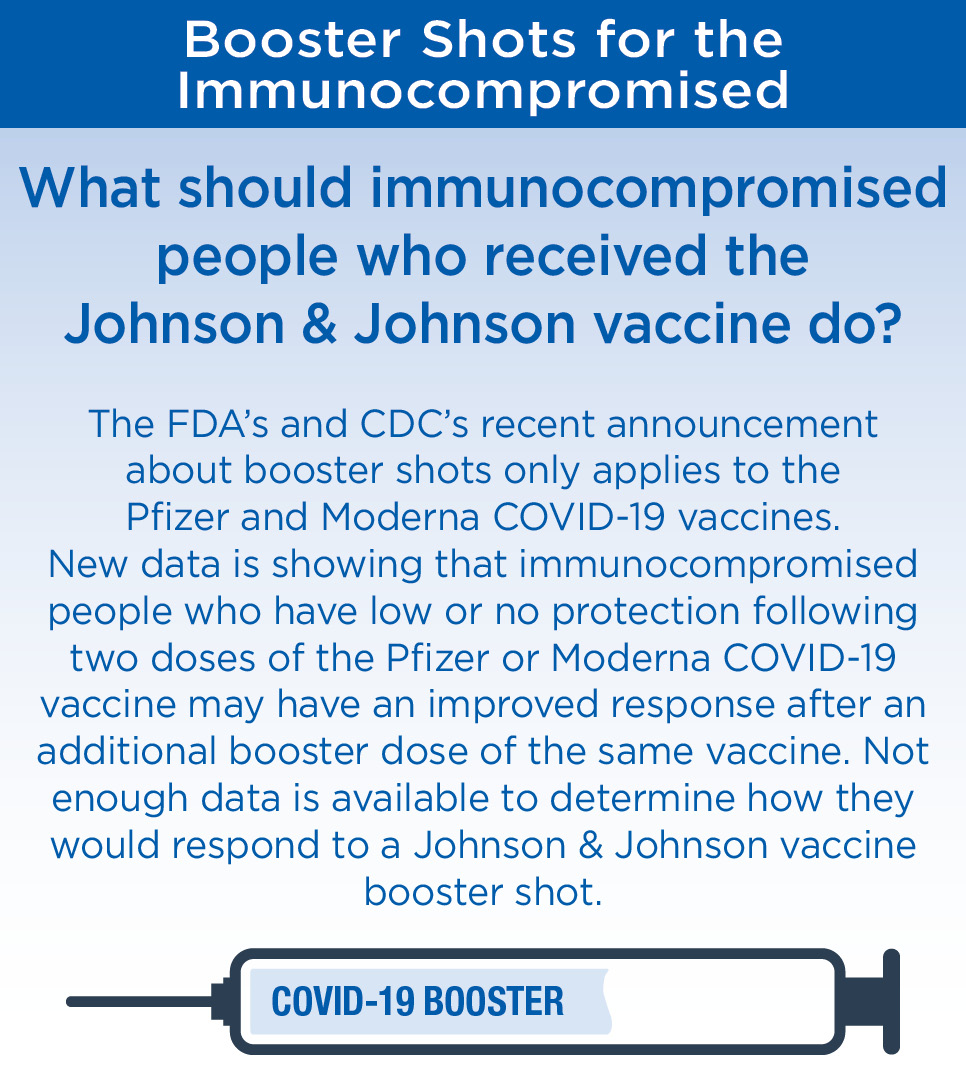 Booster Shots for the
Immunocompromised
What should immunocompromised
people who received the
Johnson & Johnson vaccine do?
The FDA’s and CDC’s recent announcement
about booster shots only applies to the
Pfizer and Moderna COVID-19 vaccines.
New data is showing that immunocompromised
people who have low or no protection following
two doses of the Pfizer or Moderna COVID-19
vaccine may have an improved response after an
additional booster dose of the same vaccine. Not
enough data is available to determine how they
would respond to a Johnson & Johnson vaccine
booster shot.
COVID-19 BOOSTER